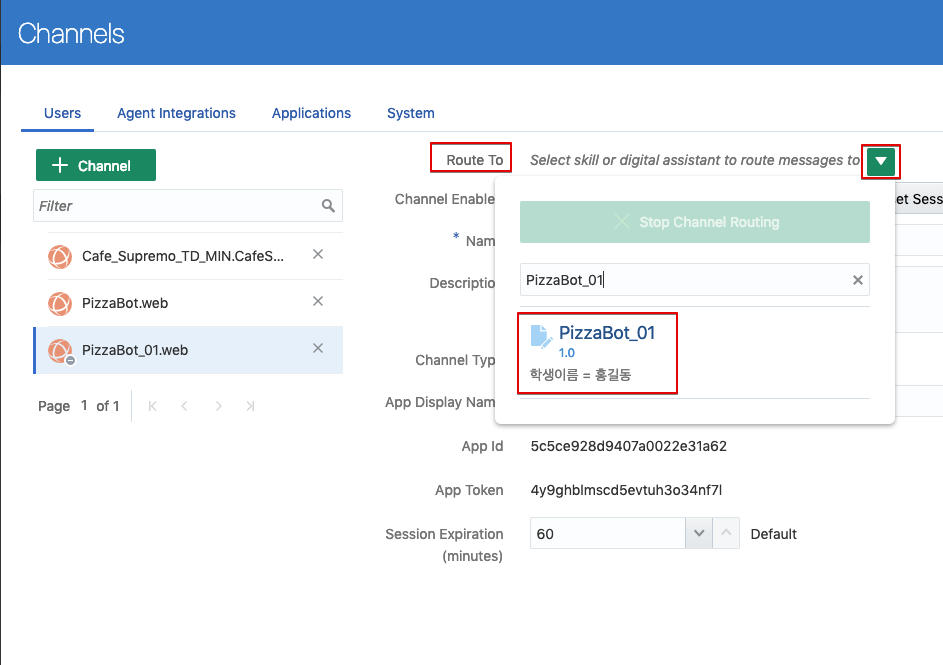 Channels
Users Agent Integrations Applications System
Channel
Filter
Cafe_Supremo_TD_MIN.CafeS...
PizzaBot.web
PizzaBot_01.web
Page 1 of 1
Route To Select skill or digital assistant to route messages to
Channel Enable
et Sess
* Nam
Descriptio
Channel Typ
App Display Nam
Stop Channel Routing
PizzaBot_01
PizzaBot_01
1.0
학생이름 = 홍길동
App Id 5c5ce928d9407a0022e31a62
App Token 4y9ghblmscd5evtuh3o34nf7l
Session Expiration
(minutes)
60 Default